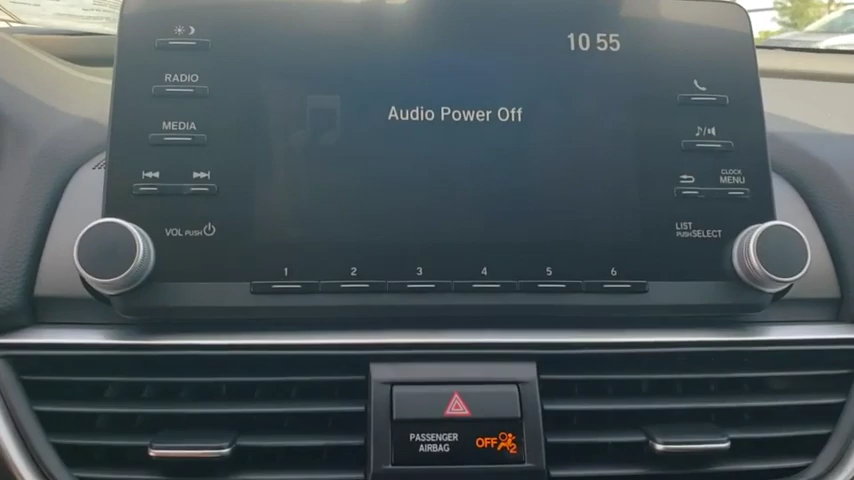 10 55
RADIO
Audio Power Off
MEDIA
CLOCK
MENU
VOL PUSH
LIST
PUSH SELECT
1 2 3 4 5 6
PASSENGER
AIRBAG
OFF
2